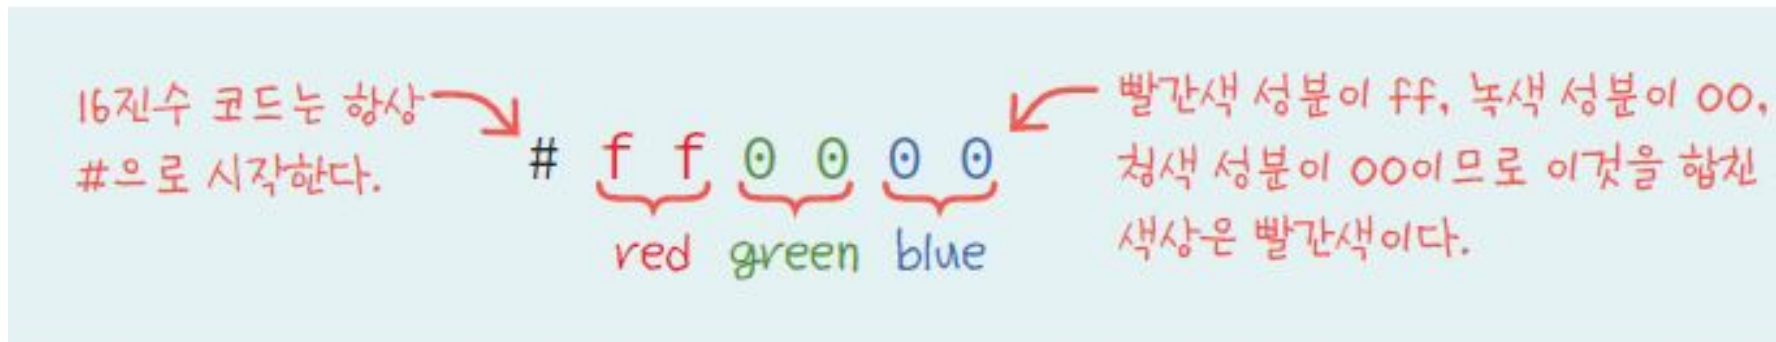 16진수 코드는 항상
#으로 시작한다.
# f f 0 0 0 0
red green blue
빨간색 성분이 ff, 녹색 성분이 00,
청색 성분이 00이므로 이것을 합친
색상은 빨간색이다.